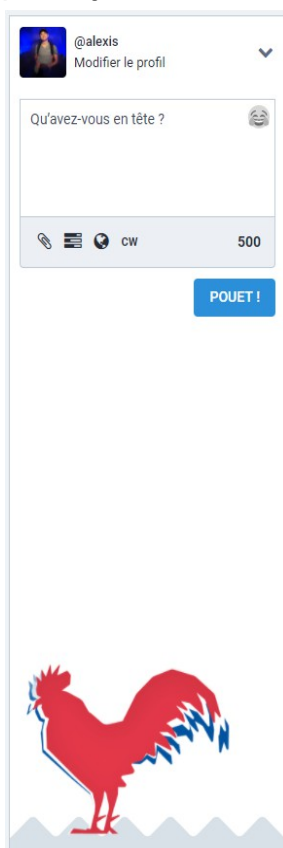 @alexis
Modifier le profil
Qu'avez-vous en tête ?
CW
500
POUET !